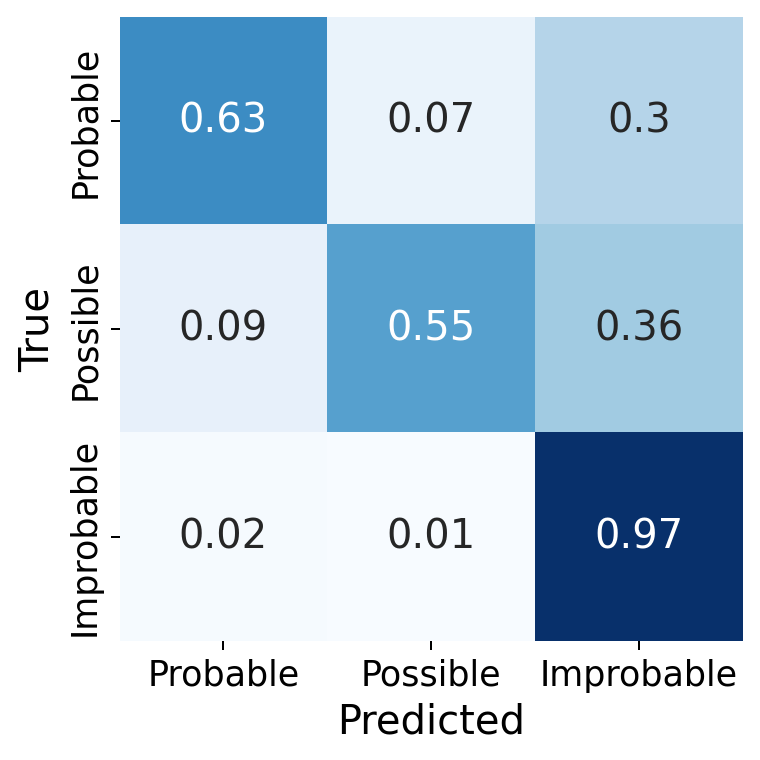 True
Probable
0.63 0.07 0.3
Possible
0.09 0.55 0.36
Improbable
0.02 0.01 0.97
Probable Possible Improbable
Predicted